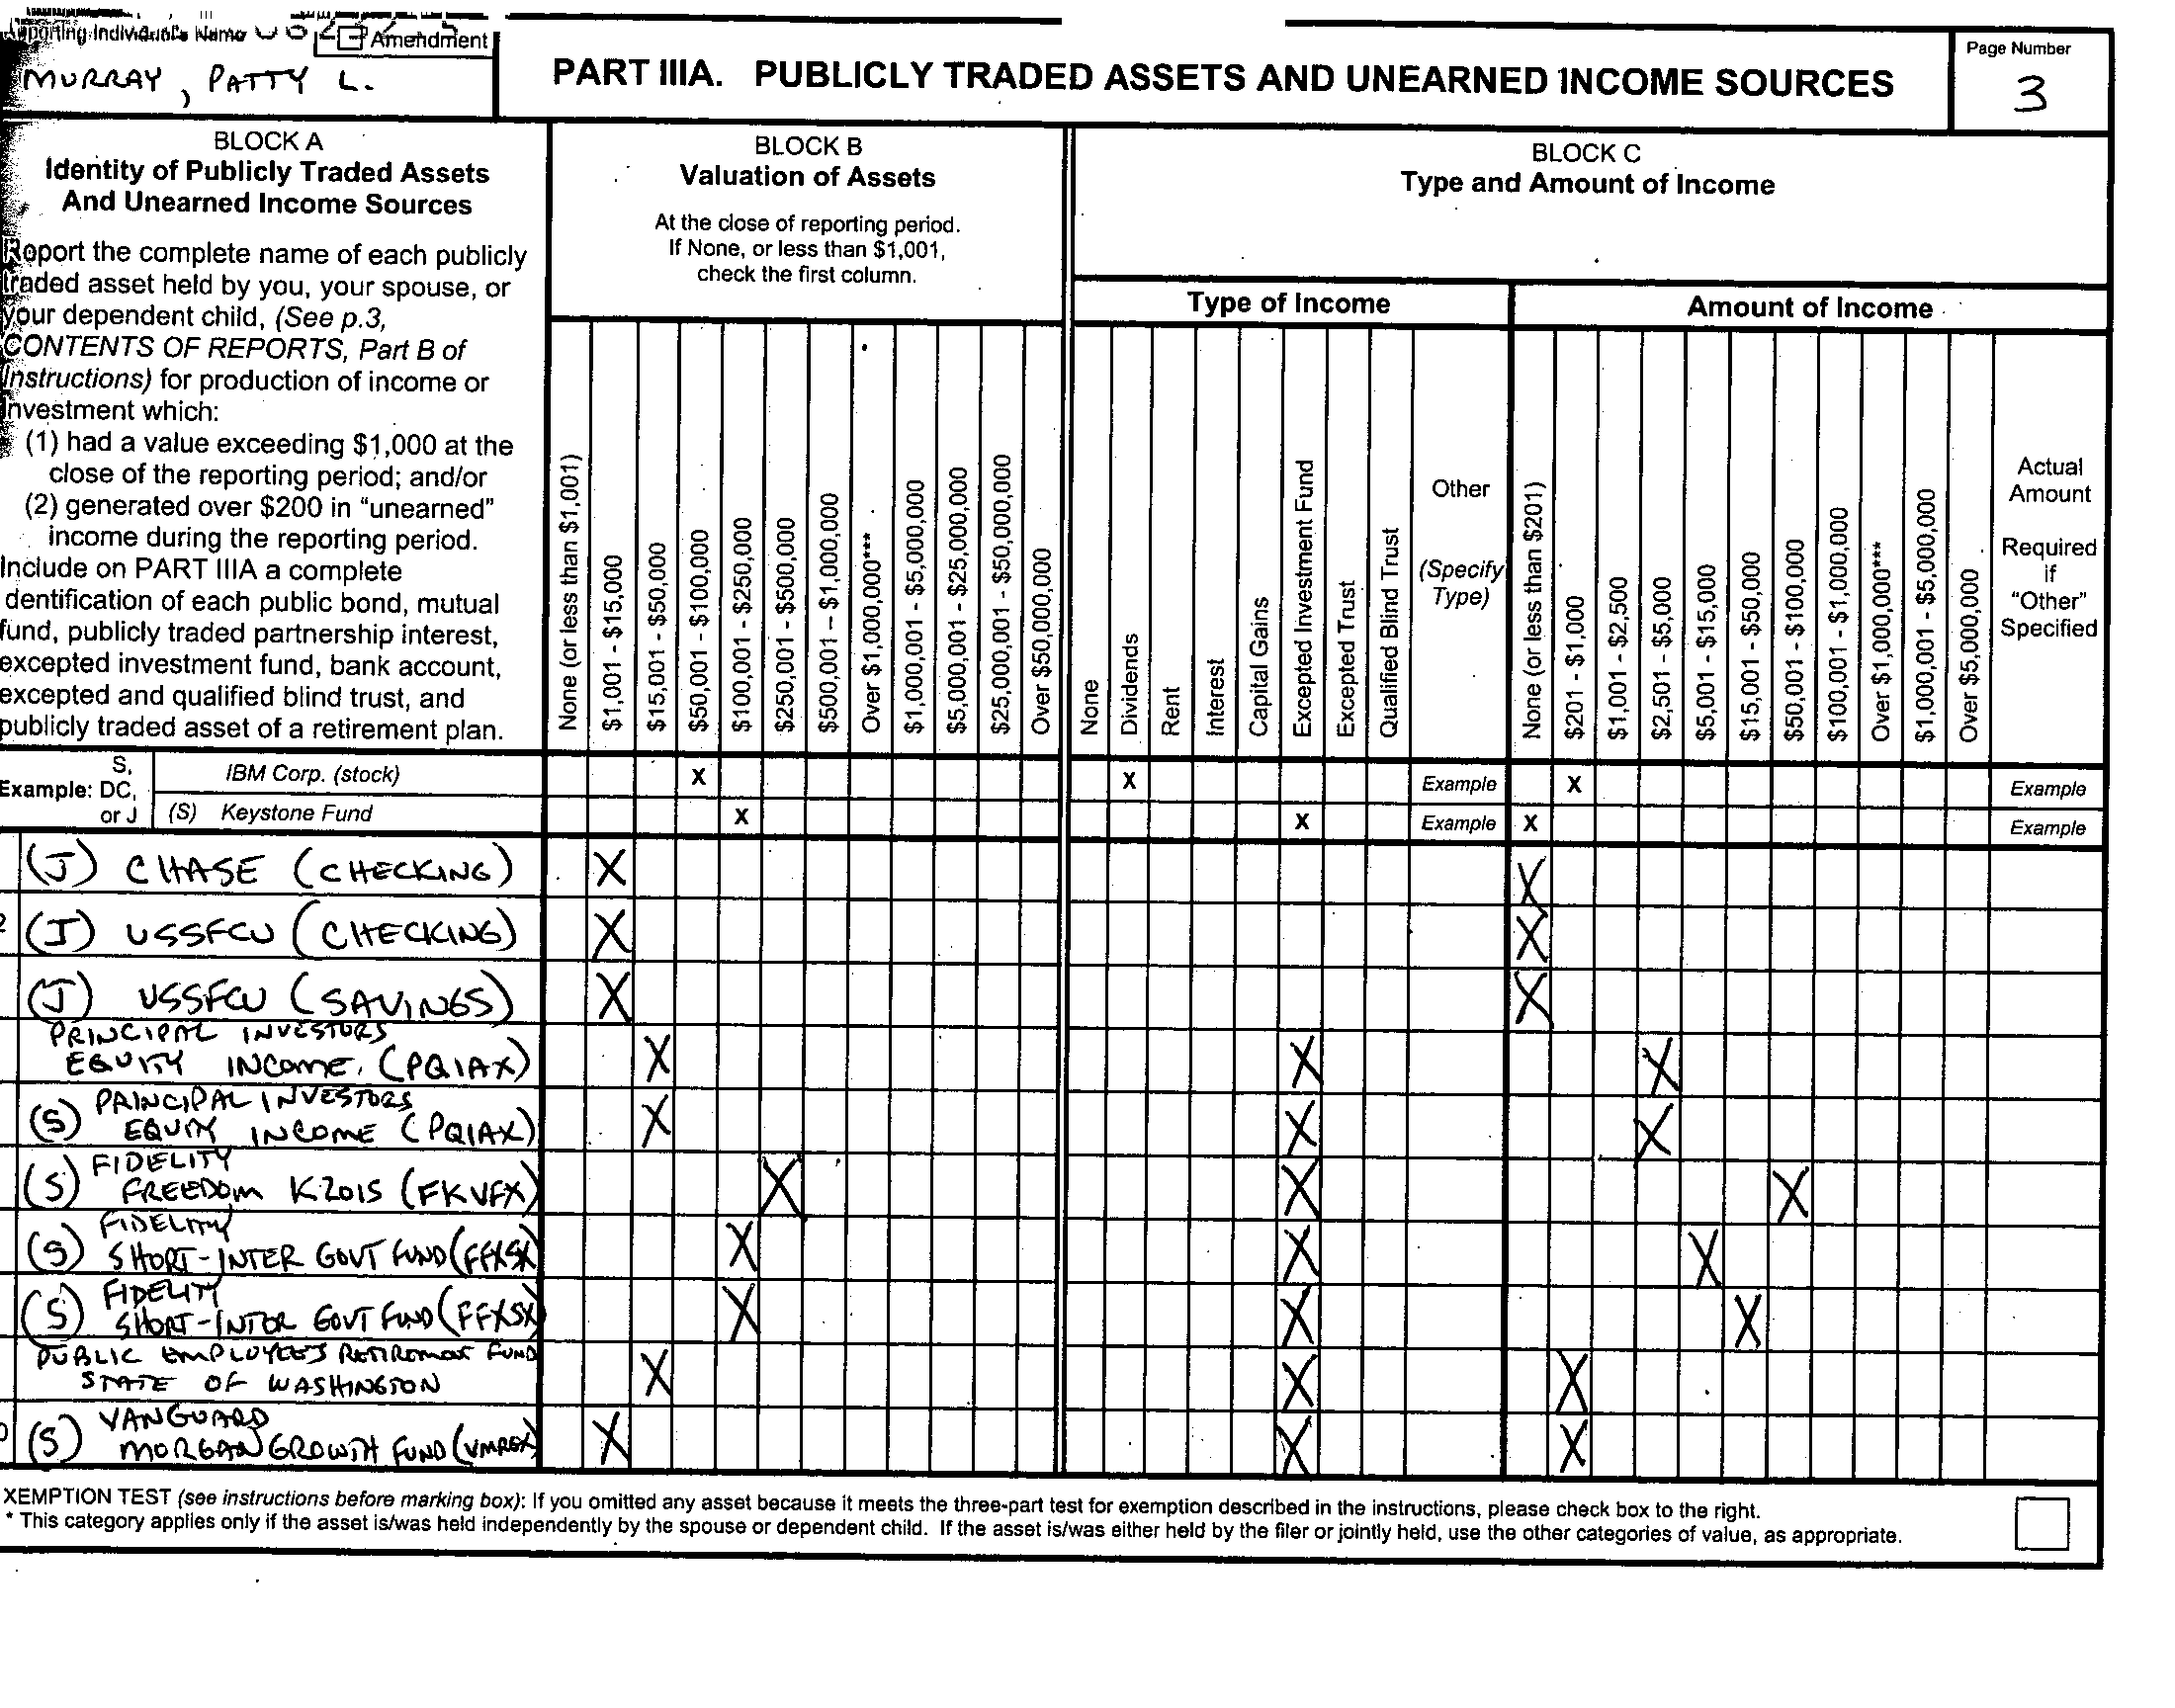 Reporting Individual's Name
Amendment
MURRAY, PATTY L.
PART IIIA. PUBLICLY TRADED ASSETS AND UNEARNED INCOME SOURCES
Page Number
3
BLOCK A
Identity of Publicly Traded Assets
And Unearned Income Sources
Report the complete name of each publicly
traded asset held by you, your spouse, or
your dependent child, (See p.3,
CONTENTS OF REPORTS, Part B of
Instructions) for production of income or
investment which:
(1) had a value exceeding $1,000 at the
close of the reporting period; and/or
(2) generated over $200 in "unearned"
income during the reporting period.
Include on PART IIIA a complete
dentification of each public bond, mutual
fund, publicly traded partnership interest,
excepted investment fund, bank account,
excepted and qualified blind trust, and
publicly traded asset of a retirement plan.
BLOCK B
Valuation of Assets
At the close of reporting period.
If None, or less than $1,001,
check the first column.
None (or less than $1,001)
$1,001 - $15,000
$15,001 - $50,000
$50,001 - $100,000
$100,001 - $250,000
$250,001 - $500,000
$500,001 - $1,000,000
Over $1,000,000***
$1,000,001 - $5,000,000
$5,000,001 - $25,000,000
$25,000,001 - $50,000,000
Over $50,000,000
BLOCK C
Type and Amount of Income
Type of Income
None
Dividends
Rent
Interest
Capital Gains
Excepted Investment Fund
Excepted Trust
Qualified Blind Trust
Other
(Specify
Type)
Amount of Income
None (or less than $201)
$201 - $1,000
$1,001 - $2,500
$2,501 - $5,000
$5,001 - $15,000
$15,001 - $50,000
$50,001 - $100,000
$100,001 - $1,000,000
Over $1,000,000***
$1,000,001 - $5,000,000
Over $5,000,000
Actual
Amount
Required
if
"Other"
Specified
S,
Example: DC,
or J
IBM Corp. (stock) X X Example X Example
(S) Keystone Fund X X Example X Example
(J) CHASE (CHECKING) X X
2 (J) USSFCU (CHECKING) X X
(J) USSFCU (SAVINGS) X X
PRINCIPAL INVESTORS
EQUITY INCOME. (PQIAX) X X X
PRINCIPAL INVESTORS
(S) EQUITY INCOME (PQIAX) X X X
FIDELITY
(S) FREEDOM K2015 (FKVFX) X X X
FIDELITY
(S) SHORT-INTER GOVT FUND (FFXSX) X X X
FIDELITY
(S) SHORT-INTOR GOVT FUND (FFXSX) X X X
PUBLIC EMPLOYEES RETIREMENT FUND
STATE OF WASHINGTON X X X
VANGUARD
(S) MORGAN GROWTH FUND (VMRGX) X X X
XEMPTION TEST (see instructions before marking box): If you omitted any asset because it meets the three-part test for exemption described in the instructions, please check box to the right.
* This category applies only if the asset is/was held independently by the spouse or dependent child. If the asset is/was either held by the filer or jointly held, use the other categories of value, as appropriate.